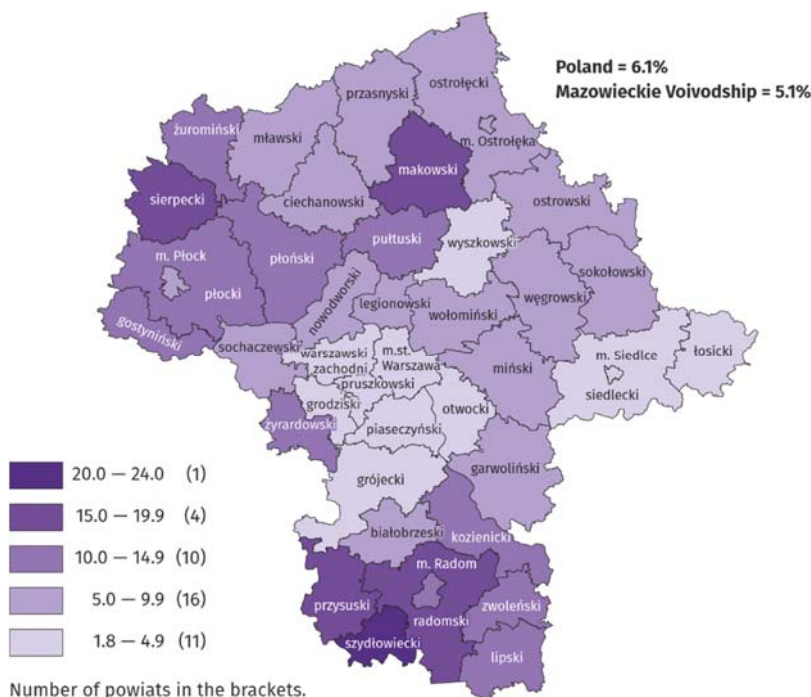 Poland = 6.1%
Mazowieckie Voivodship = 5.1%
ostrołęcki
przasnyski
żuromiński
mławski
m. Ostrołęka
makowski
sierpecki
ciechanowski
ostrowski
pułtuski
wyszkowski
m. Płock
płoński
sokołowski
płocki
nowodworski
legionowski
węgrowski
wołomiński
gostyniński
sochaczewski
warszawski
zachodni
m.st.
Warszawa
m. Siedlce
łosicki
pruszkowski
miński
siedlecki
grodziski
otwocki
żyrardowski
piaseczyński
garwoliński
grójecki
białobrzeski
kozienicki
m. Radom
przysuski
zwoleński
radomski
szydłowiecki
lipski
20.0 — 24.0 (1)
15.0 — 19.9 (4)
10.0 — 14.9 (10)
5.0 — 9.9 (16)
1.8 — 4.9 (11)
Number of powiats in the brackets.